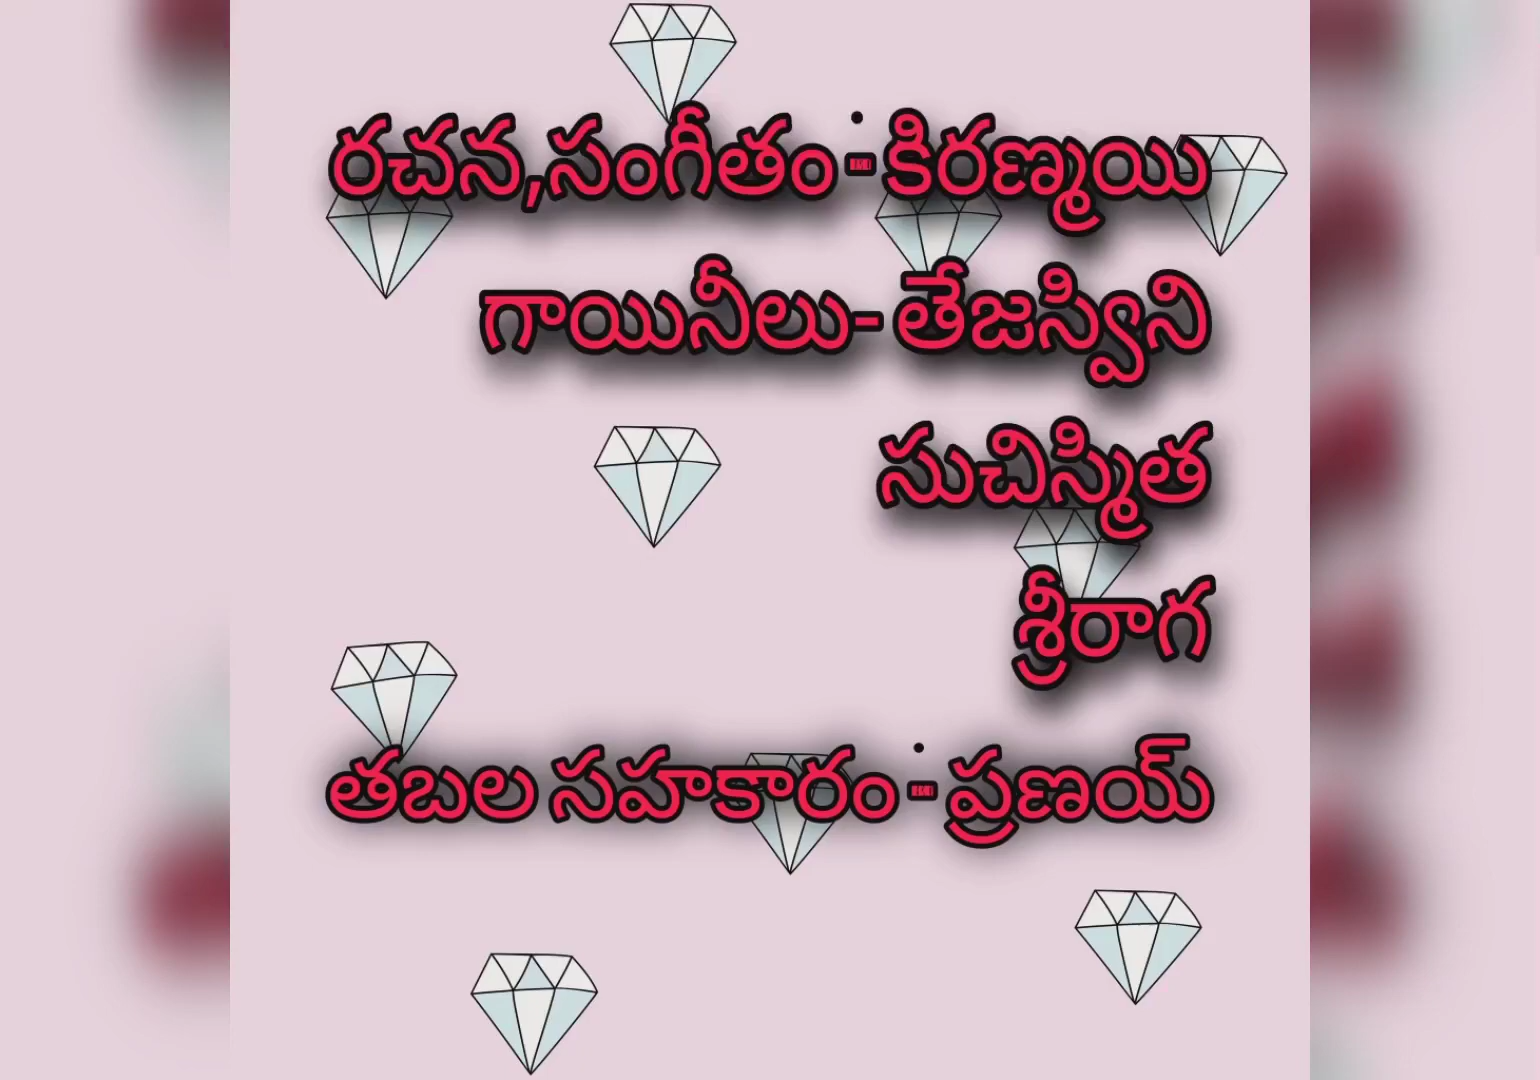 రచన,సంగీతం - కిరణ్మయి
గాయినీలు- తేజస్విని
సుచిస్మిత
శ్రీరాగ
తబల సహకారం - ప్రణయ్